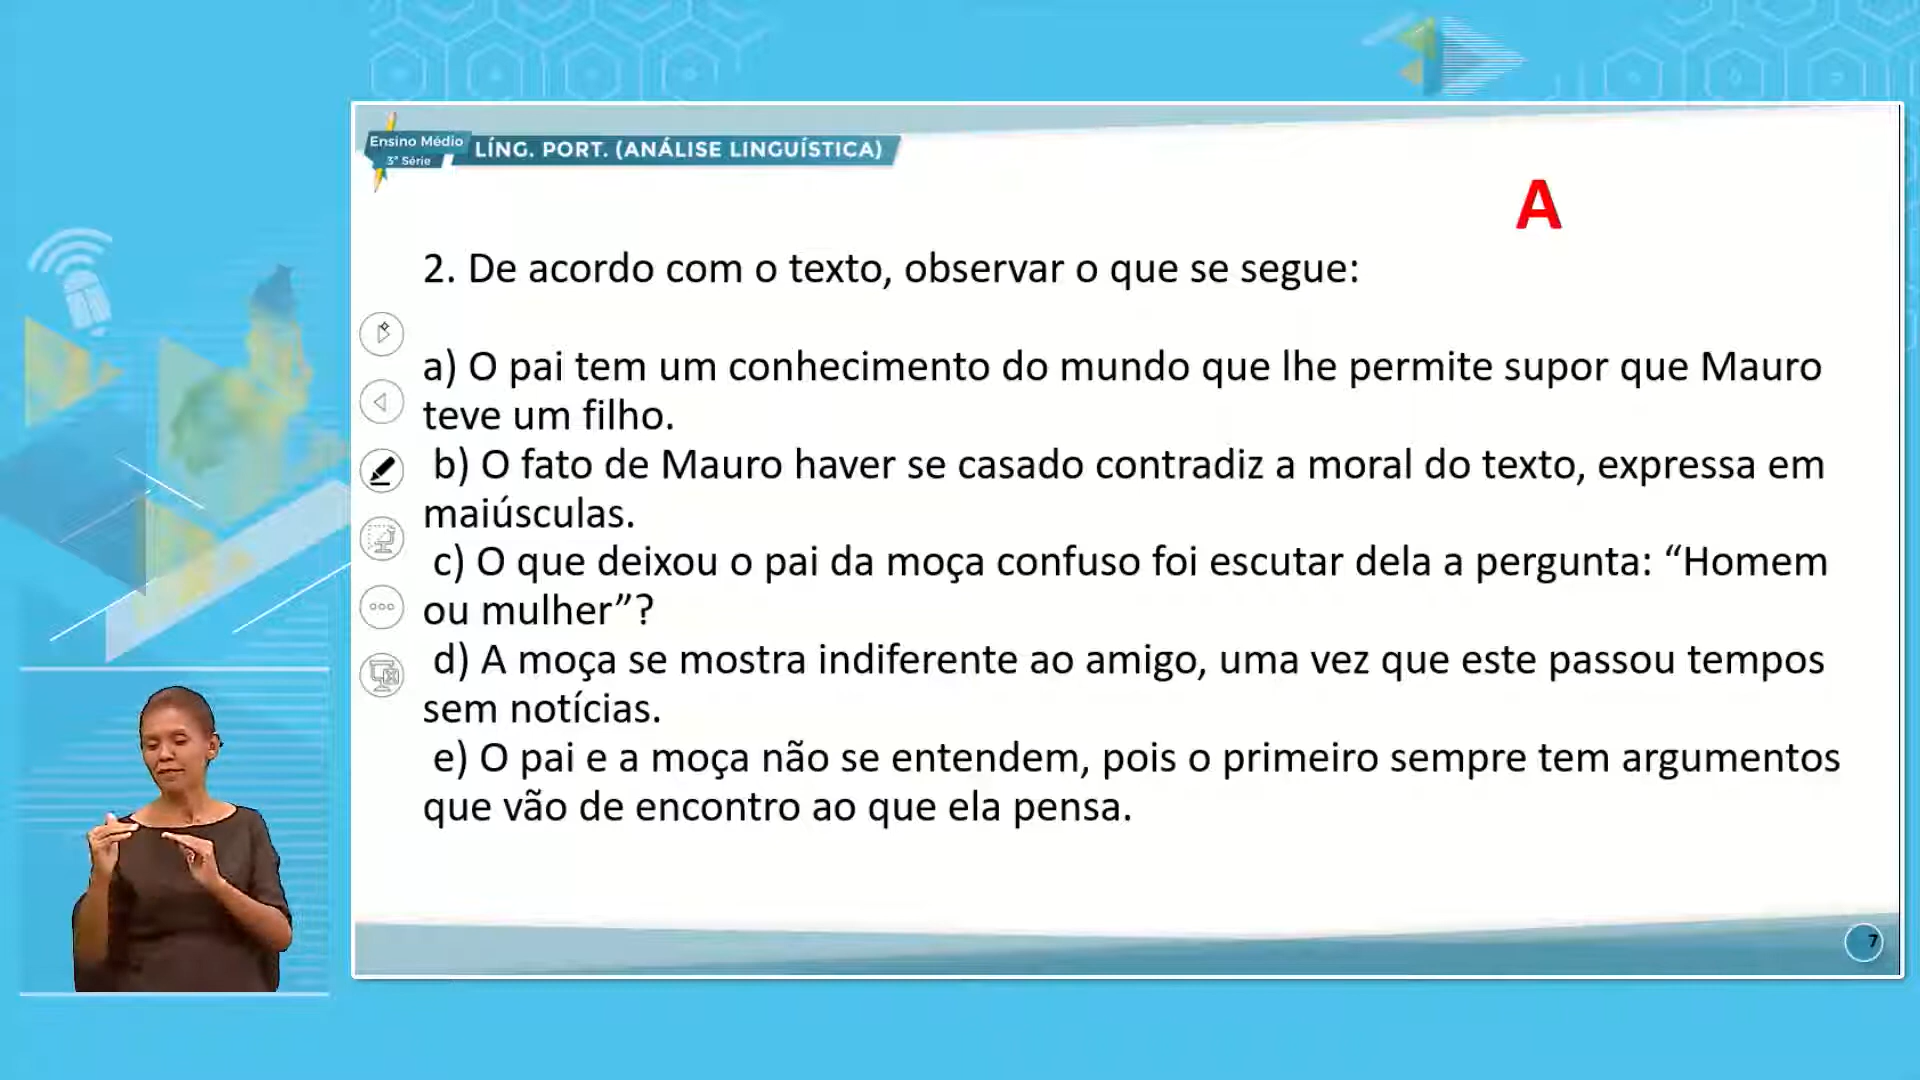 Ensino Médio
3ª Série
LÍNG. PORT. (ANÁLISE LINGUÍSTICA)
A
2. De acordo com o texto, observar o que se segue:
a) O pai tem um conhecimento do mundo que lhe permite supor que Mauro
teve um filho.
b) O fato de Mauro haver se casado contradiz a moral do texto, expressa em
maiúsculas.
c) O que deixou o pai da moça confuso foi escutar dela a pergunta: “Homem
ou mulher”?
d) A moça se mostra indiferente ao amigo, uma vez que este passou tempos
sem notícias.
e) O pai e a moça não se entendem, pois o primeiro sempre tem argumentos
que vão de encontro ao que ela pensa.
7